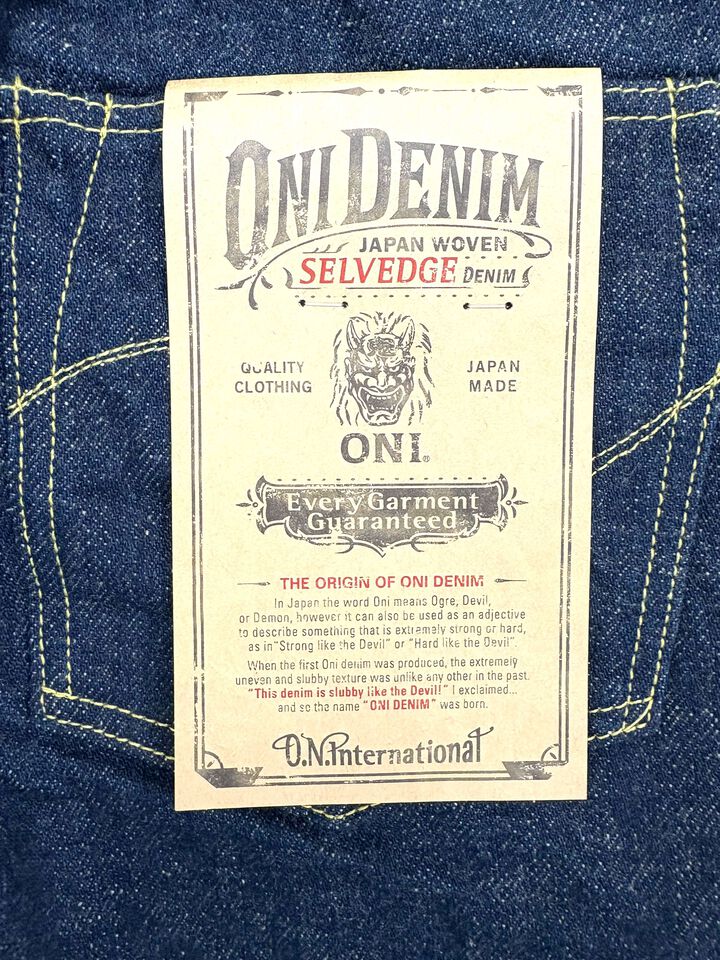 ONI DENIM
JAPAN WOVEN
SELVEDGE DENIM
QUALITY
CLOTHING
JAPAN
MADE
ONI®
Every Garment
Guaranteed
THE ORIGIN OF ONI DENIM
In Japan the word Oni means Ogre, Devil,
or Demon, however it can also be used as an adjective
to describe something that is extremely strong or hard,
as in "Strong like the Devil" or "Hard like the Devil".
When the first Oni denim was produced, the extremely
uneven and slubby texture was unlike any other in the past.
"This denim is slubby like the Devil!" I exclaimed...
and so the name "ONI DENIM" was born.
O.N.International